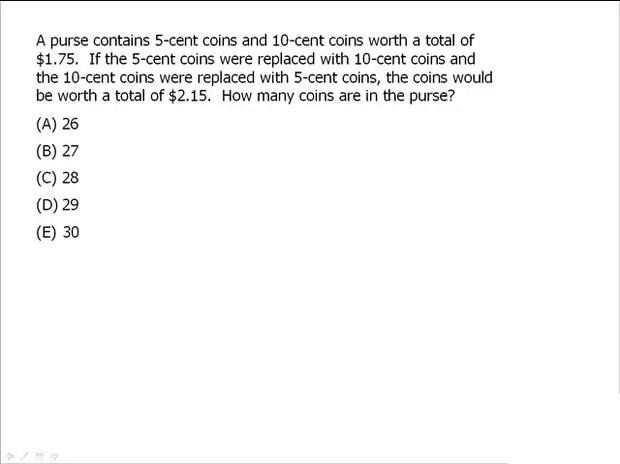 A purse contains 5-cent coins and 10-cent coins worth a total of
$1.75.  If the 5-cent coins were replaced with 10-cent coins and
the 10-cent coins were replaced with 5-cent coins, the coins would
be worth a total of $2.15.  How many coins are in the purse?
(A) 26
(B) 27
(C) 28
(D) 29
(E) 30